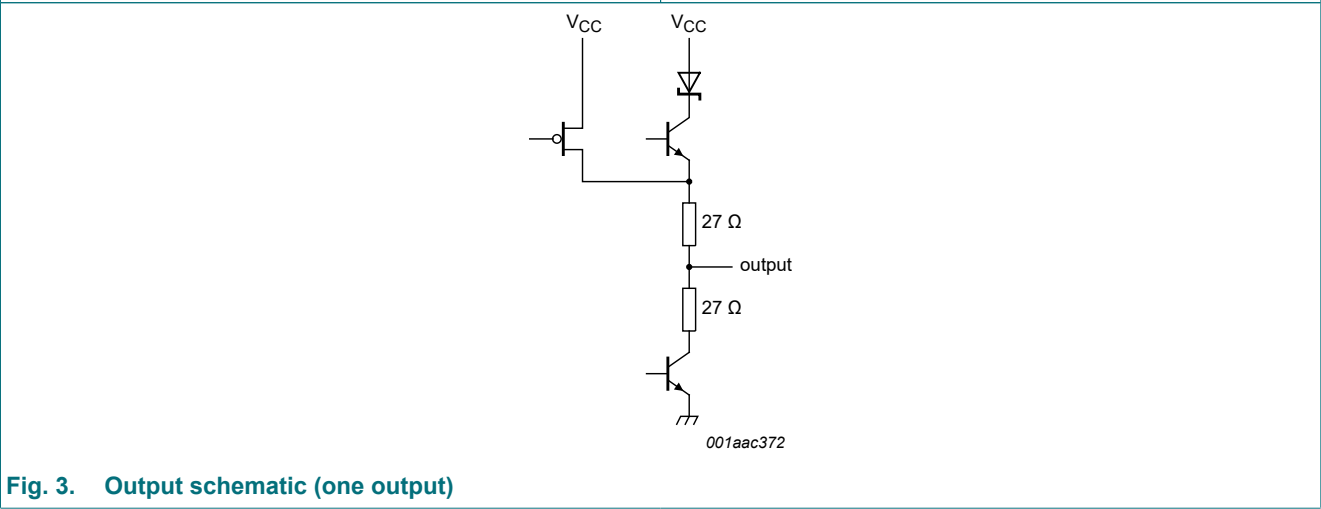 VCC VCC
27 Ω
output
27 Ω
001aac372
Fig. 3. Output schematic (one output)